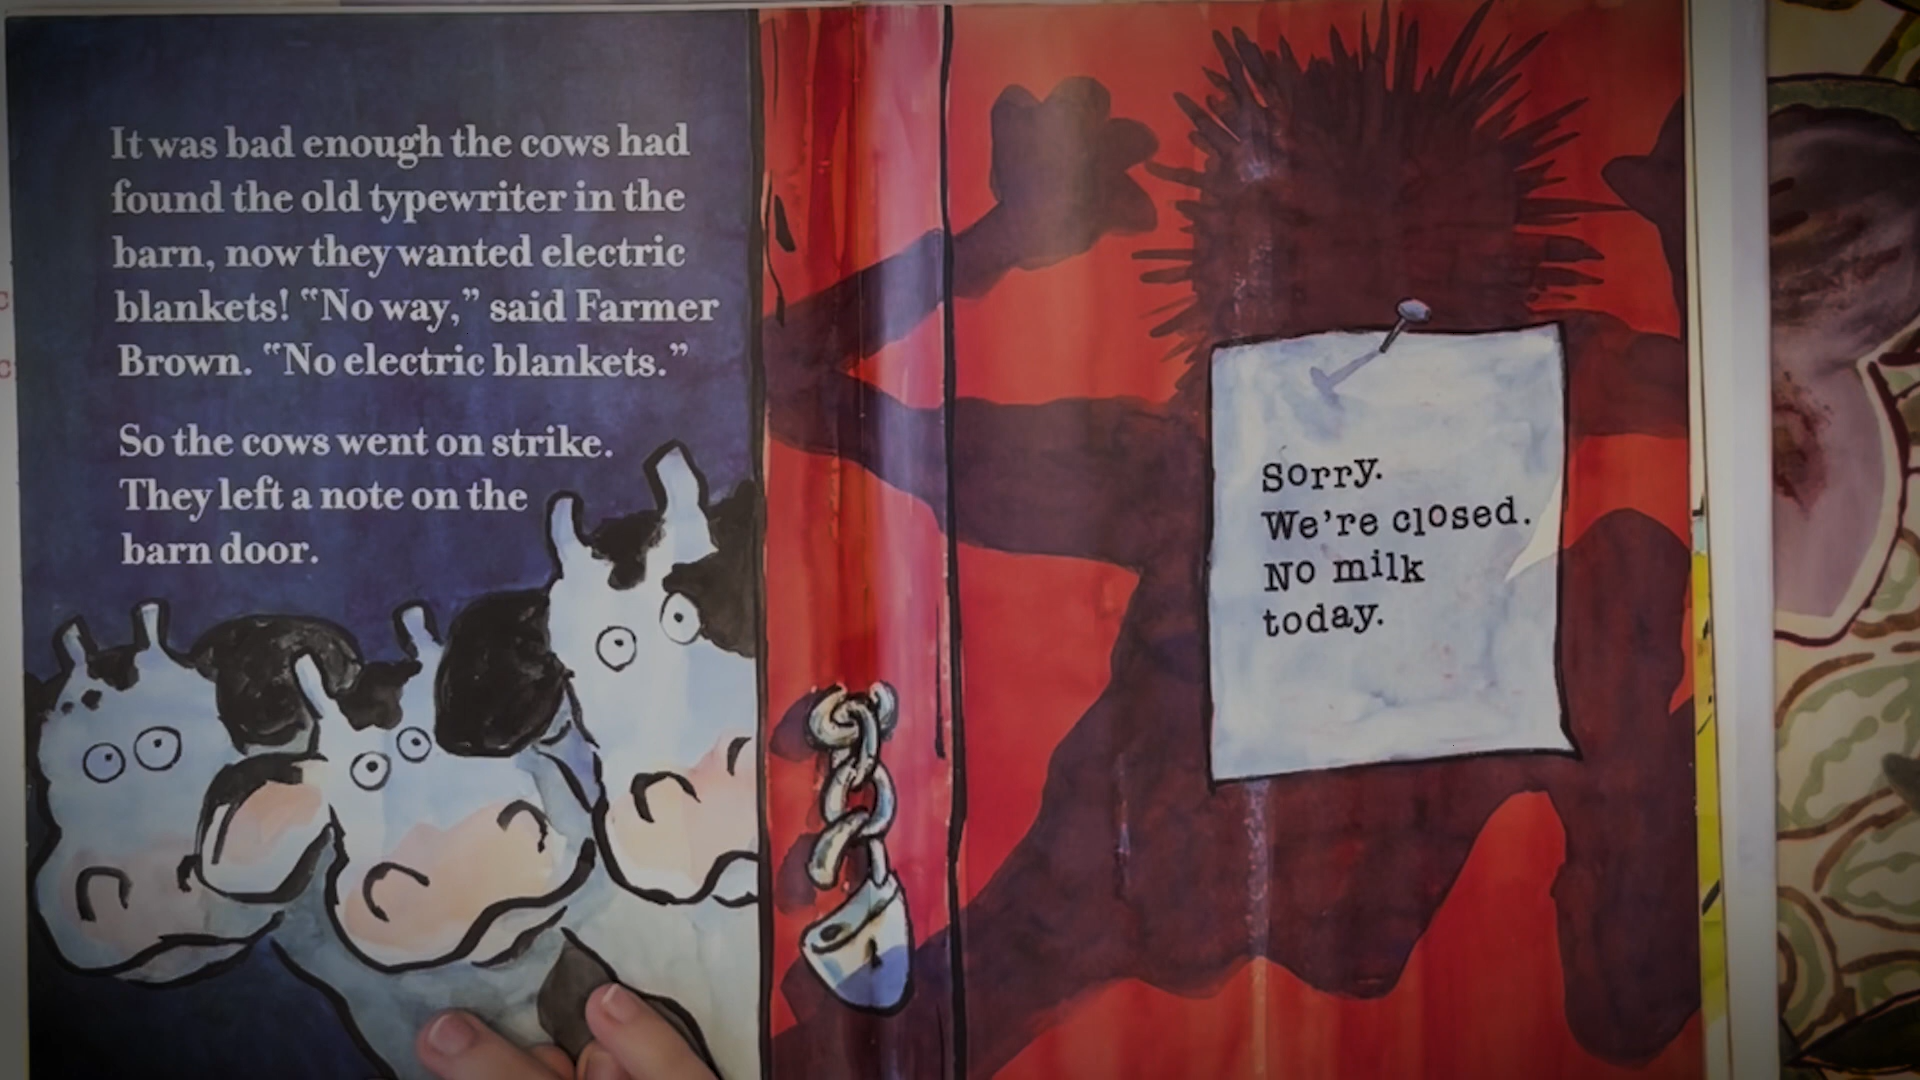 It was bad enough the cows had
found the old typewriter in the
barn, now they wanted electric
blankets! “No way,” said Farmer
Brown. “No electric blankets.”
So the cows went on strike.
They left a note on the
barn door.
Sorry.
We're closed.
No milk
today.